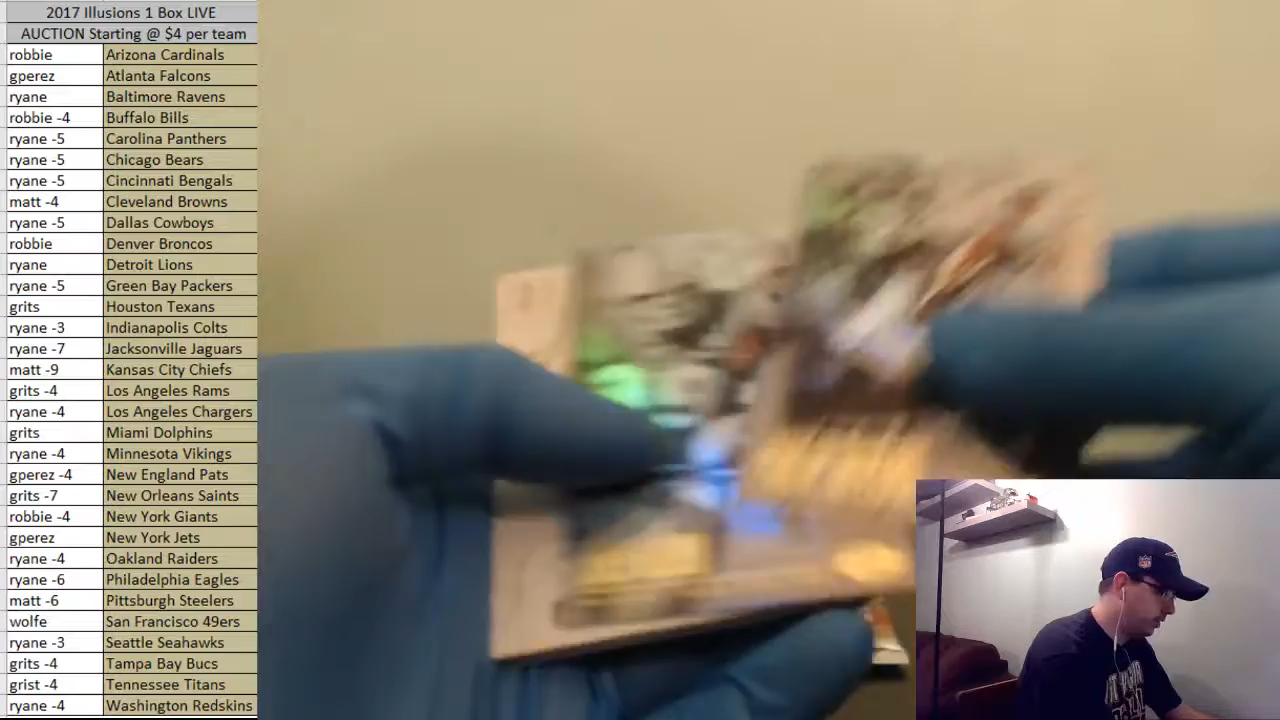 2017 Illusions 1 Box LIVE
AUCTION Starting @ $4 per team
robbie Arizona Cardinals
gperez Atlanta Falcons
ryane Baltimore Ravens
robbie -4 Buffalo Bills
ryane -5 Carolina Panthers
ryane -5 Chicago Bears
ryane -5 Cincinnati Bengals
matt -4 Cleveland Browns
ryane -5 Dallas Cowboys
robbie Denver Broncos
ryane Detroit Lions
ryane -5 Green Bay Packers
grits Houston Texans
ryane -3 Indianapolis Colts
ryane -7 Jacksonville Jaguars
matt -9 Kansas City Chiefs
grits -4 Los Angeles Rams
ryane -4 Los Angeles Chargers
grits Miami Dolphins
ryane -4 Minnesota Vikings
gperez -4 New England Pats
grits -7 New Orleans Saints
robbie -4 New York Giants
gperez New York Jets
ryane -4 Oakland Raiders
ryane -6 Philadelphia Eagles
matt -6 Pittsburgh Steelers
wolfe San Francisco 49ers
ryane -3 Seattle Seahawks
grits -4 Tampa Bay Bucs
grist -4 Tennessee Titans
ryane -4 Washington Redskins